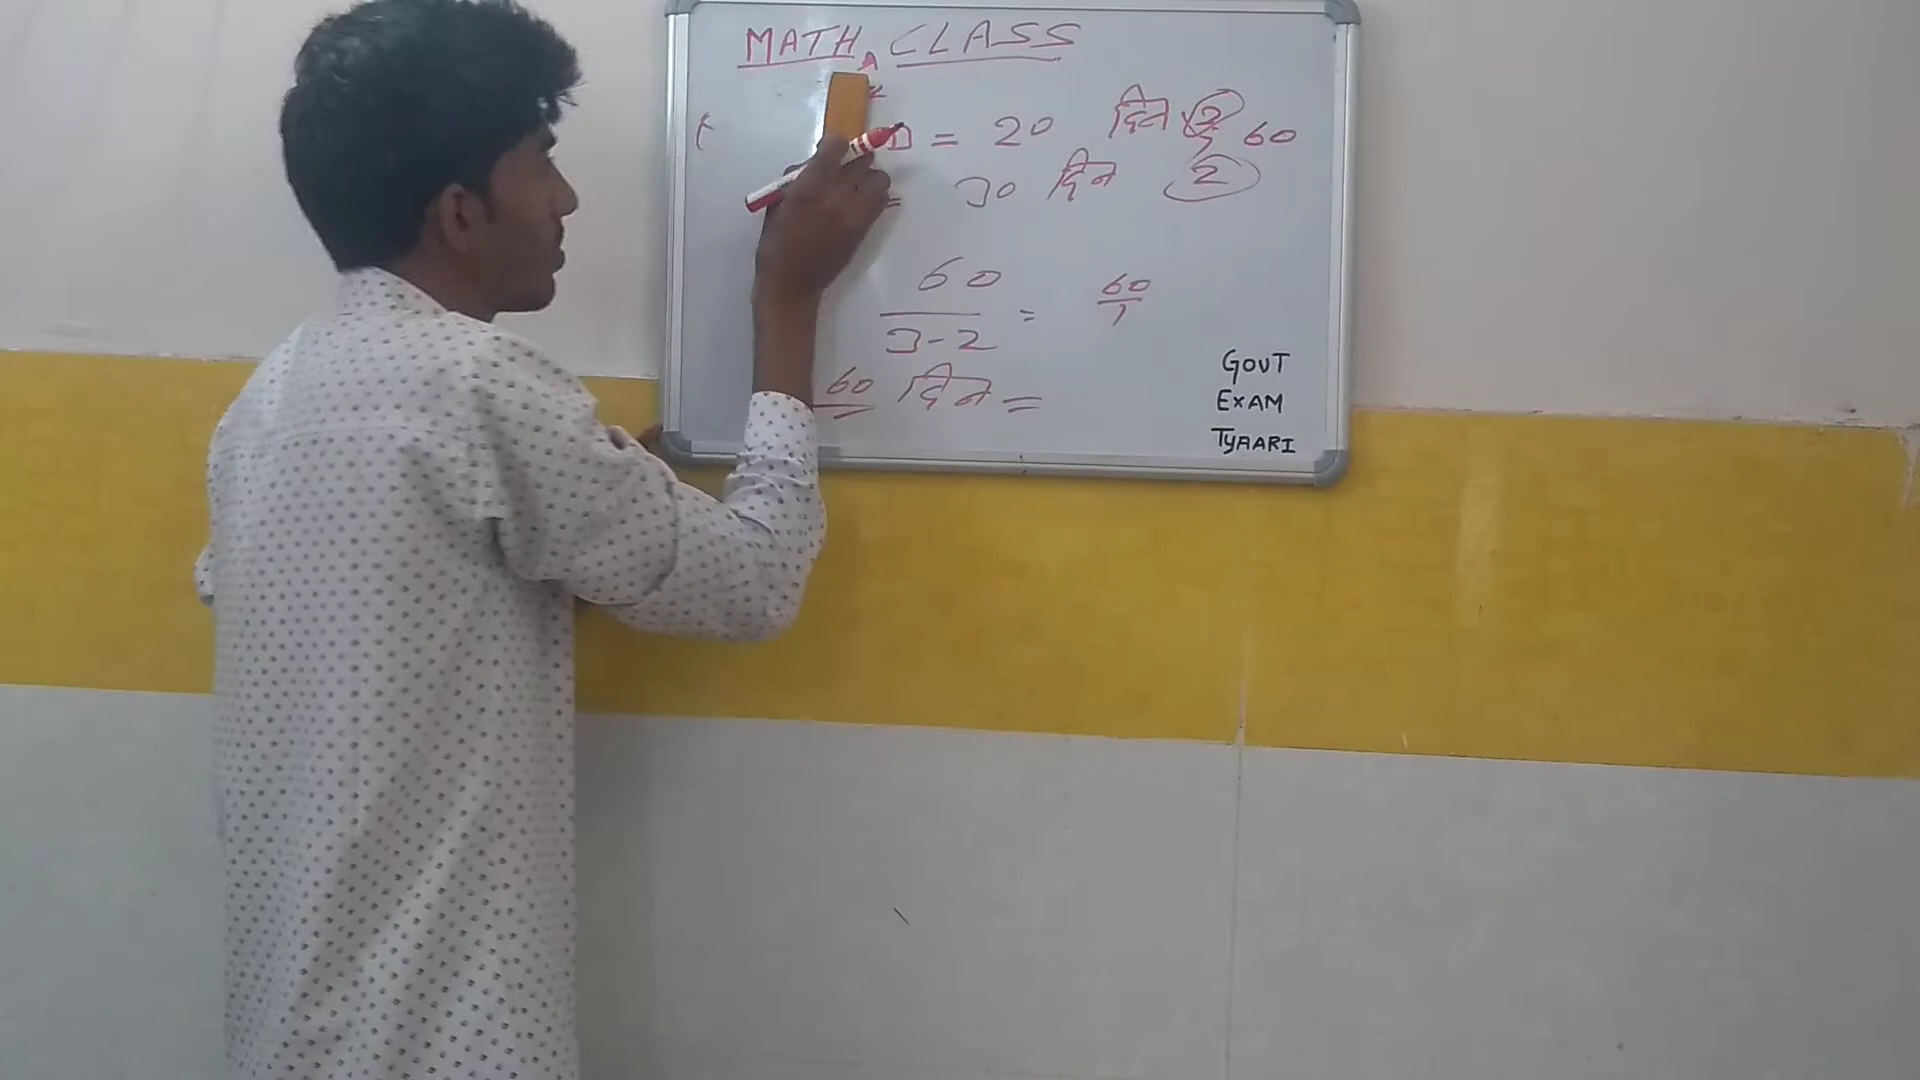 MATH CLASS
= 20 दिन 60
= 30 दिन 2
60
3-2
= 60
1
60 दिन =
GOVT
EXAM
TYAARI